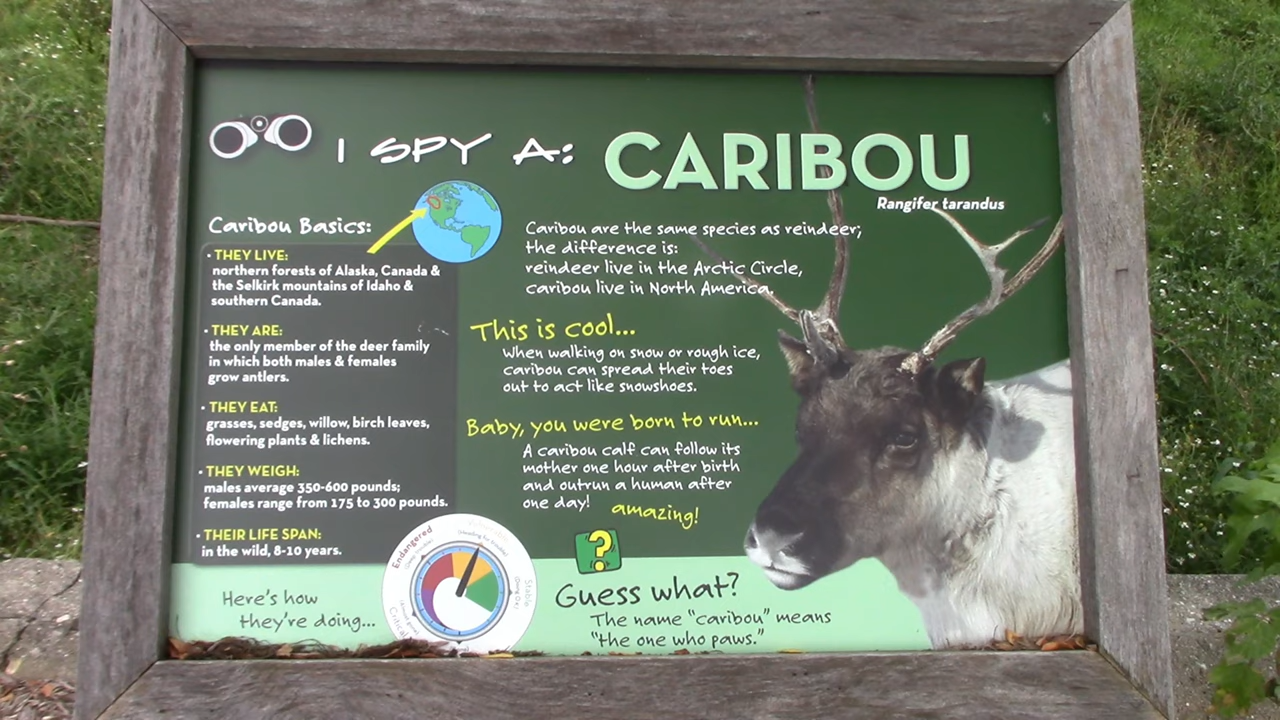 I SPY A: CARIBOU
Rangifer tarandus
Caribou Basics:
• THEY LIVE:
northern forests of Alaska, Canada &
the Selkirk mountains of Idaho &
southern Canada.
• THEY ARE:
the only member of the deer family
in which both males & females
grow antlers.
• THEY EAT:
grasses, sedges, willow, birch leaves,
flowering plants & lichens.
• THEY WEIGH:
males average 350-600 pounds;
females range from 175 to 300 pounds.
• THEIR LIFE SPAN:
in the wild, 8-10 years.
Here's how
they're doing...
Endangered
Vulnerable
(Heading for trouble)
Stable
(Doing O.K.)
Critical
Caribou are the same species as reindeer;
the difference is:
reindeer live in the Arctic Circle,
caribou live in North America.
This is cool...
When walking on snow or rough ice,
caribou can spread their toes
out to act like snowshoes.
Baby, you were born to run...
A caribou calf can follow its
mother one hour after birth
and outrun a human after
one day!
amazing!
?
Guess what?
The name "caribou" means
"the one who paws."